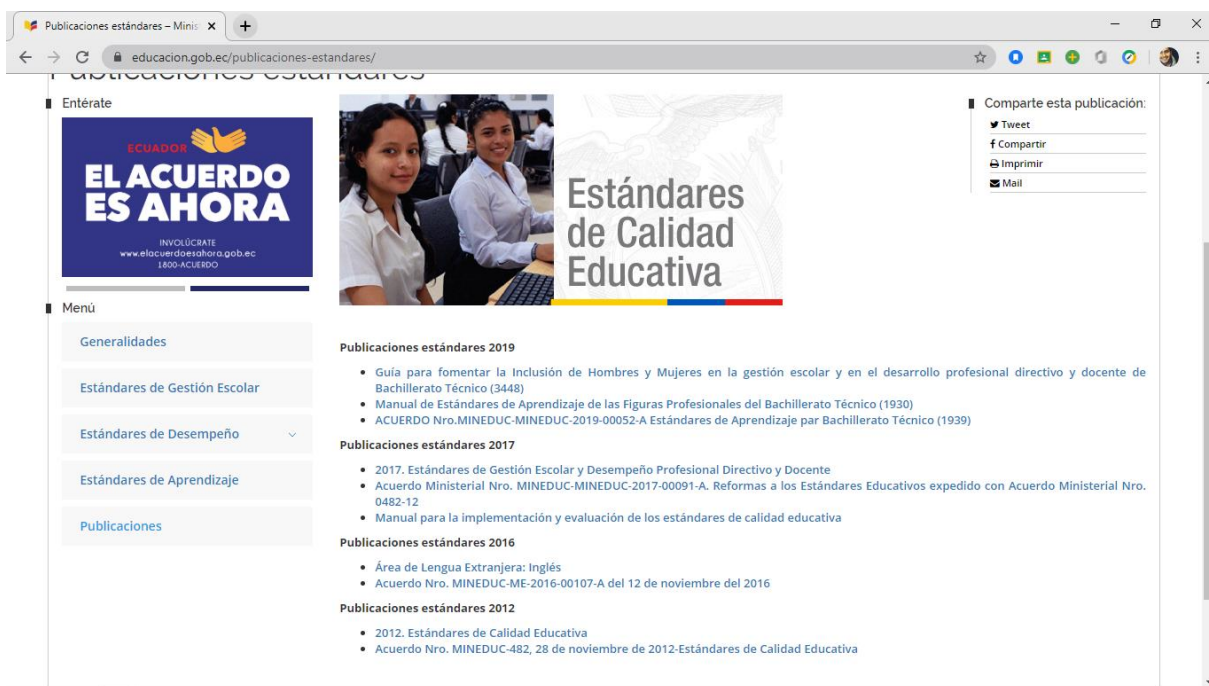 Publicaciones estándares – Minis
educacion.gob.ec/publicaciones-estandares/
Publicaciones estándares
Entérate
ECUADOR
EL ACUERDO
ES AHORA
INVOLÚCRATE
www.elacuerdoesahora.gob.ec
1800-ACUERDO
Menú
Generalidades
Estándares de Gestión Escolar
Estándares de Desempeño
Estándares de Aprendizaje
Publicaciones
Estándares
de Calidad
Educativa
Publicaciones estándares 2019
Guía para fomentar la Inclusión de Hombres y Mujeres en la gestión escolar y en el desarrollo profesional directivo y docente de
Bachillerato Técnico (3448)
Manual de Estándares de Aprendizaje de las Figuras Profesionales del Bachillerato Técnico (1930)
ACUERDO Nro.MINEDUC-MINEDUC-2019-00052-A Estándares de Aprendizaje par Bachillerato Técnico (1939)
Publicaciones estándares 2017
2017. Estándares de Gestión Escolar y Desempeño Profesional Directivo y Docente
Acuerdo Ministerial Nro. MINEDUC-MINEDUC-2017-00091-A. Reformas a los Estándares Educativos expedido con Acuerdo Ministerial Nro.
0482-12
Manual para la implementación y evaluación de los estándares de calidad educativa
Publicaciones estándares 2016
Área de Lengua Extranjera: Inglés
Acuerdo Nro. MINEDUC-ME-2016-00107-A del 12 de noviembre del 2016
Publicaciones estándares 2012
2012. Estándares de Calidad Educativa
Acuerdo Nro. MINEDUC-482, 28 de noviembre de 2012-Estándares de Calidad Educativa
Comparte esta publicación:
Tweet
Compartir
Imprimir
Mail